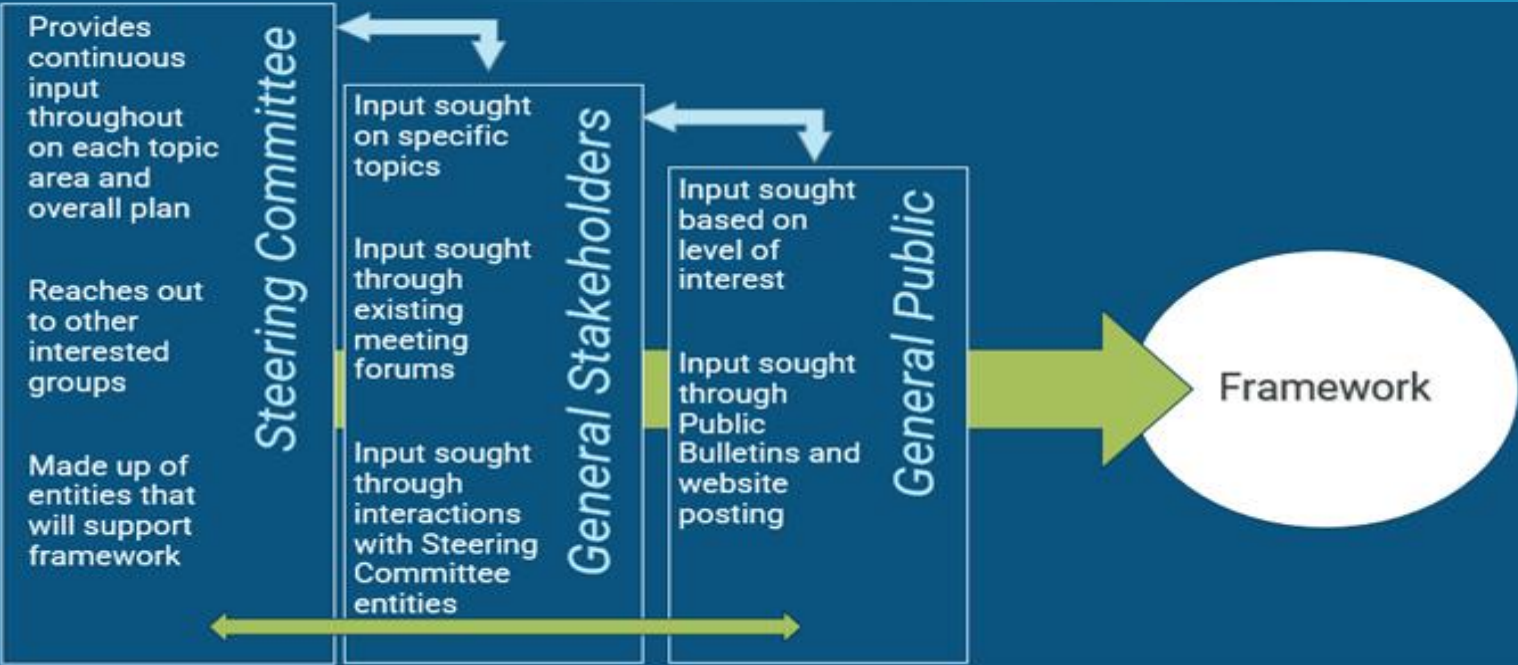 Provides
continuous
input
throughout
on each topic
area and
overall plan
Reaches out
to other
interested
groups
Made up of
entities that
will support
framework
Steering Committee
Input sought
on specific
topics
Input sought
through
existing
meeting
forums
Input sought
through
interactions
with Steering
Committee
entities
General Stakeholders
Input sought
based on
level of
interest
Input sought
through
Public
Bulletins and
website
posting
General Public
Framework